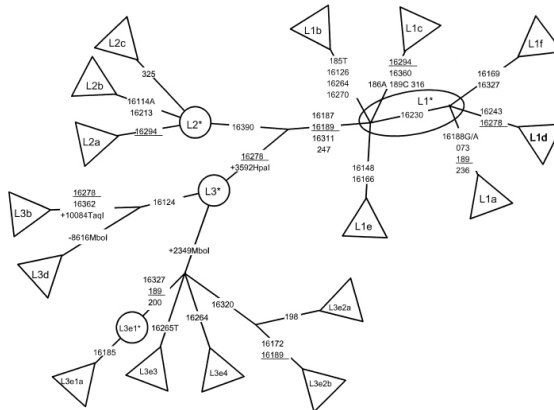 L2c
L1b
L1c
L1f
L2b
325
185T
16126
16264
16270
16294
16360
186A 189C 316
16169
16327
16114A
16213
L2a
16294
L2*
16390
16187
16189
16311
247
L1*
16230
16243
16278
L1d
16188G/A
073
189
236
L1a
16278
+3592HpaI
16148
16166
L1e
16278
16362
+10084TaqI
L3b
16124
L3*
-8616MboI
L3d
+2349MboI
16327
189
200
16320
L3e1*
16265T
16264
198
L3e2a
16185
16172
16189
L3e1a
L3e3
L3e4
L3e2b